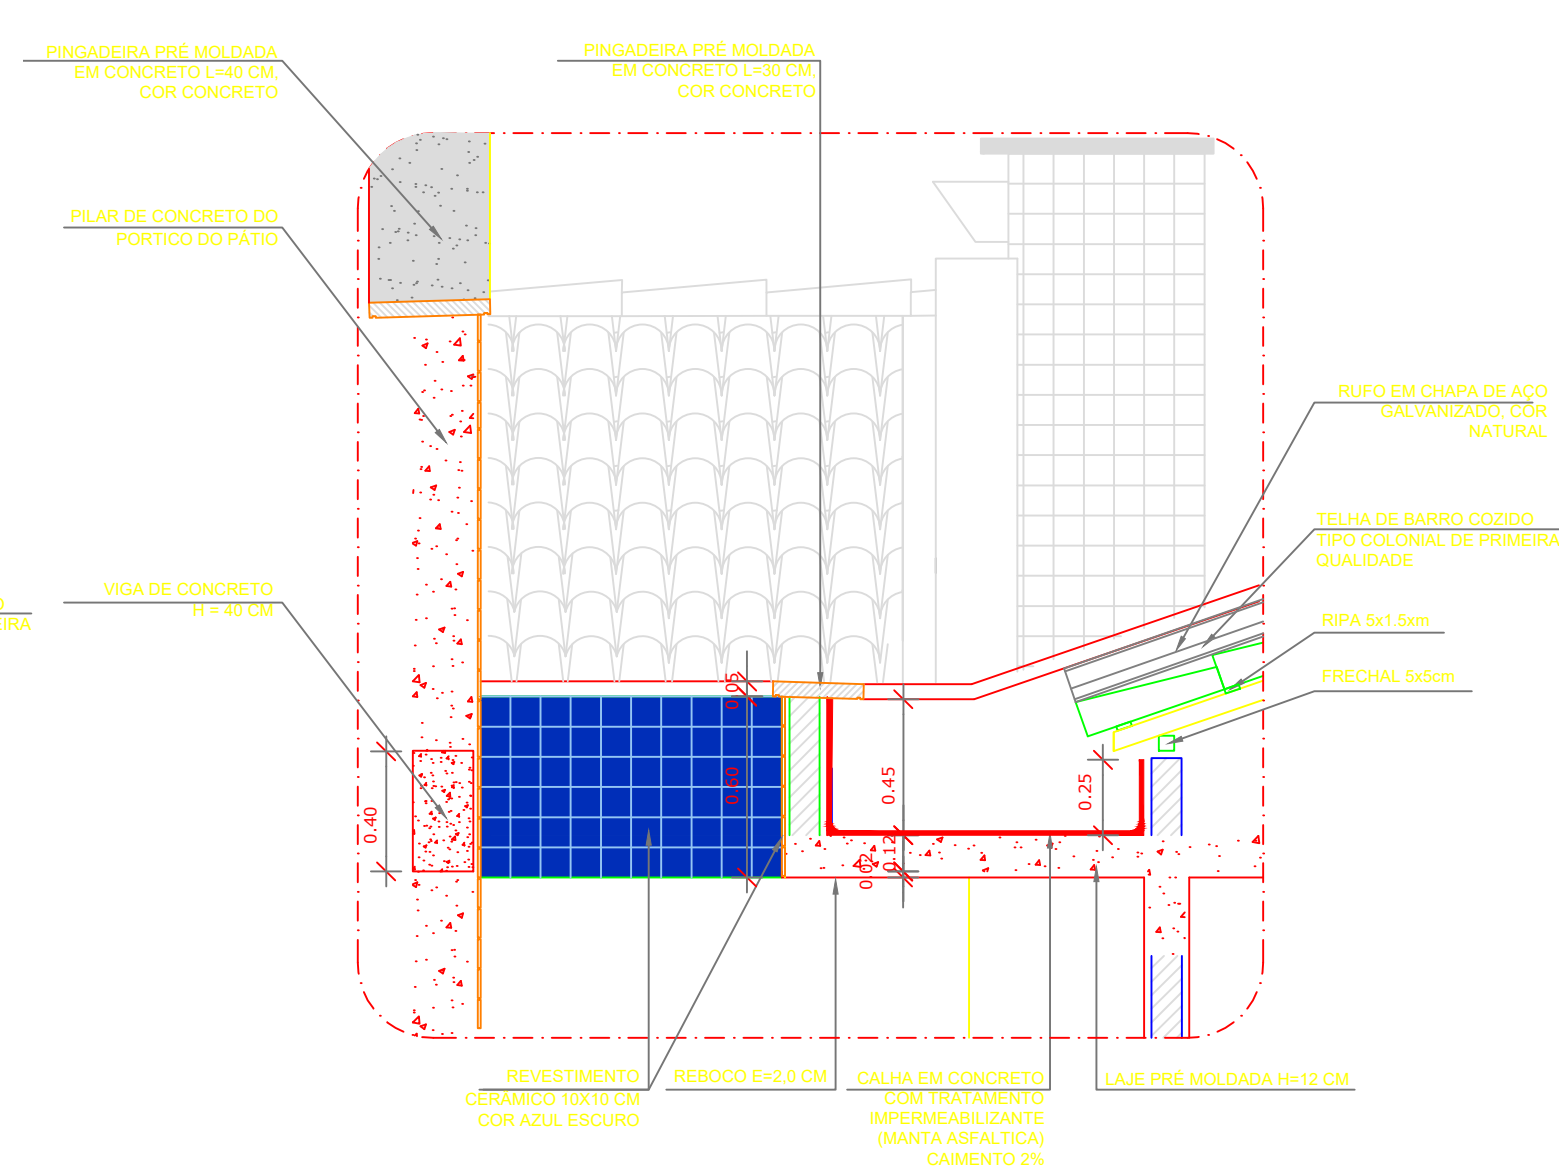 PINGADEIRA PRÉ MOLDADA
EM CONCRETO L=40 CM,
COR CONCRETO
PINGADEIRA PRÉ MOLDADA
EM CONCRETO L=30 CM,
COR CONCRETO
PILAR DE CONCRETO DO
PORTICO DO PÁTIO
RUFO EM CHAPA DE AÇO
GALVANIZADO, COR
NATURAL
TELHA DE BARRO COZIDO
TIPO COLONIAL DE PRIMEIRA
QUALIDADE
VIGA DE CONCRETO
H = 40 CM
O
EIRA
RIPA 5x1.5xm
FRECHAL 5x5cm
0.05
0.60
0.45
0.25
0.40
0.12
0.02
REVESTIMENTO
CERÁMICO 10X10 CM
COR AZUL ESCURO
REBOCO E=2,0 CM
CALHA EM CONCRETO
COM TRATAMENTO
IMPERMEABILIZANTE
(MANTA ASFALTICA)
CAIMENTO 2%
LAJE PRÉ MOLDADA H=12 CM